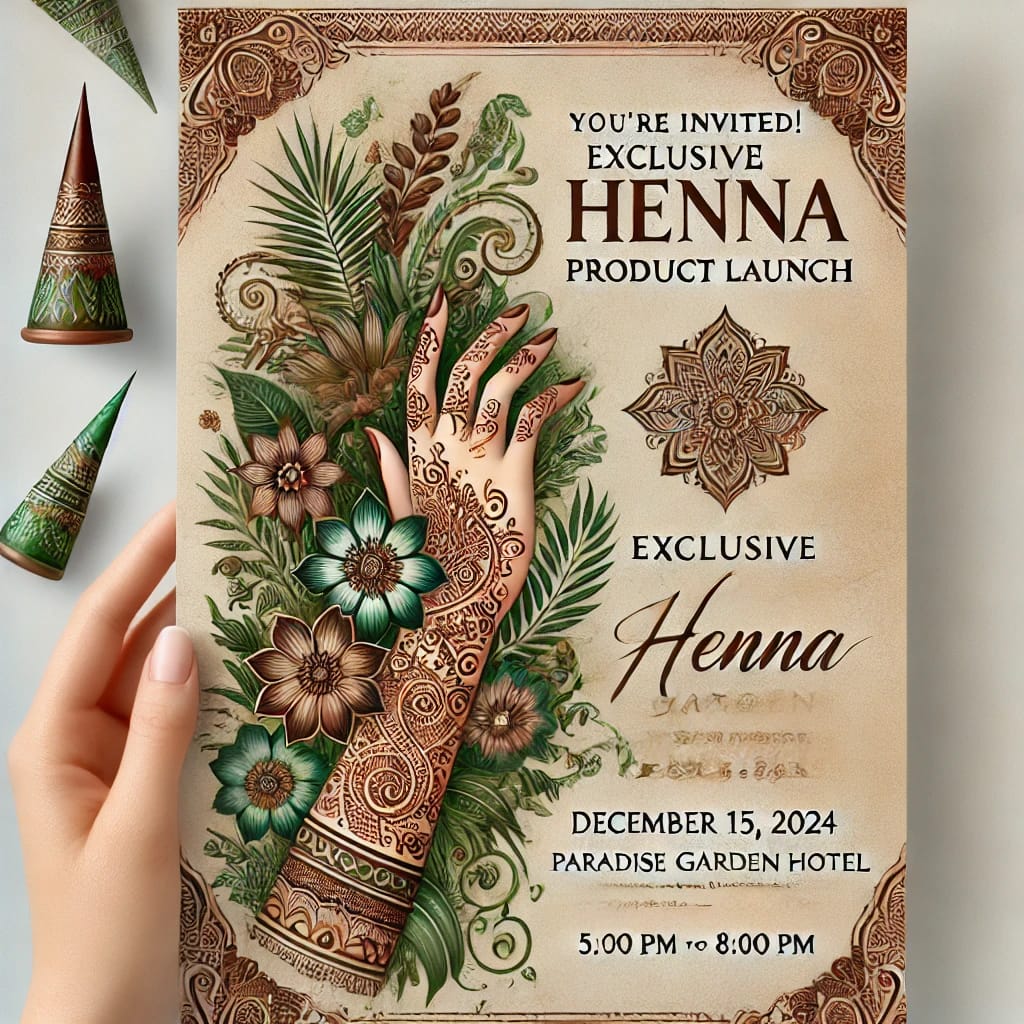 YOU'RE INVITED!
EXCLUSIVE
HENNA
PRODUCT LAUNCH
EXCLUSIVE
Henna
DECEMBER 15, 2024
PARADISE GARDEN HOTEL
5:00 PM TO 8:00 PM